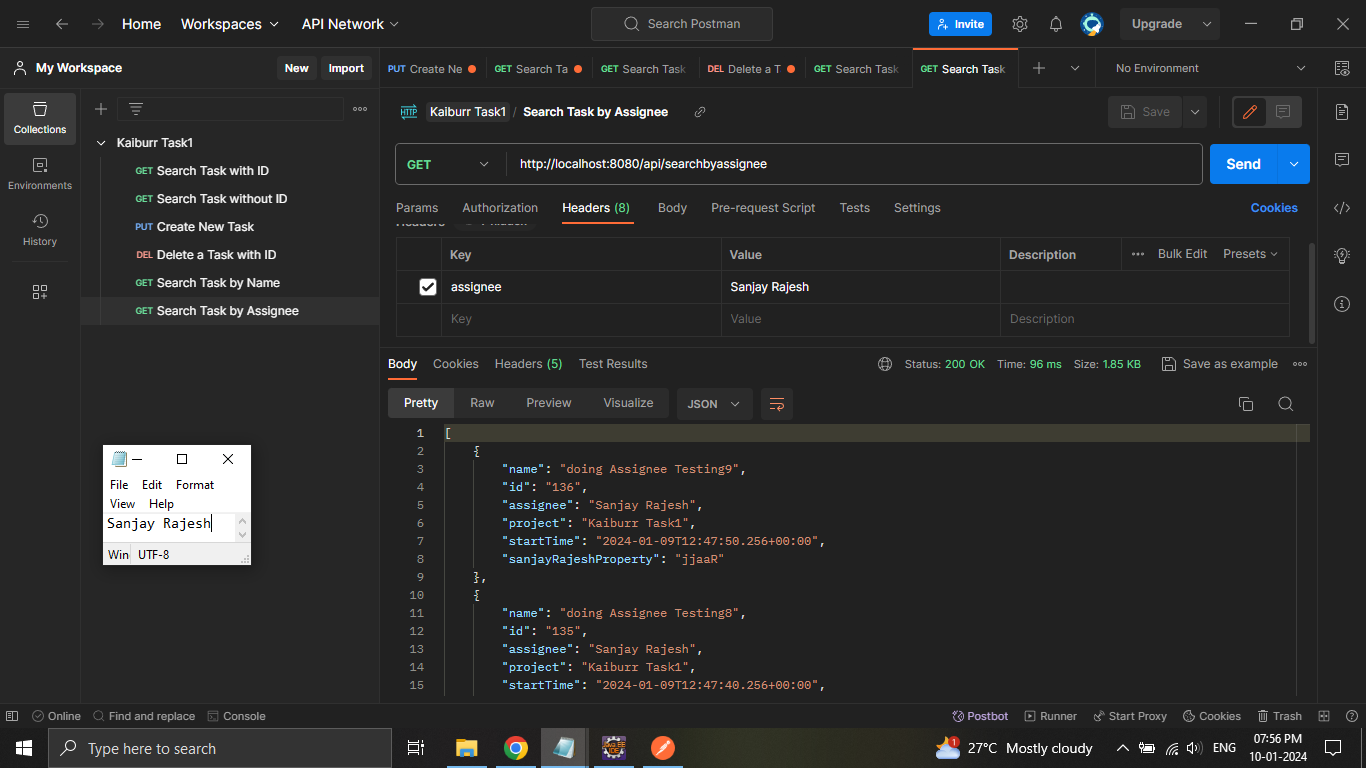 Home Workspaces API Network Search Postman Invite Upgrade
My Workspace New Import PUT Create Ne GET Search Ta GET Search Task DEL Delete a T GET Search Task GET Search Task No Environment
Collections
Environments
History
Kaiburr Task1
GET Search Task with ID
GET Search Task without ID
PUT Create New Task
DEL Delete a Task with ID
GET Search Task by Name
GET Search Task by Assignee
HTTP Kaiburr Task1 / Search Task by Assignee Save
GET http://localhost:8080/api/searchbyassignee Send
Params Authorization Headers (8) Body Pre-request Script Tests Settings Cookies
Key Value Description Bulk Edit Presets
assignee Sanjay Rajesh
Key Value Description
Body Cookies Headers (5) Test Results Status: 200 OK Time: 96 ms Size: 1.85 KB Save as example
Pretty Raw Preview Visualize JSON
1 [
2 {
3 "name": "doing Assignee Testing9",
4 "id": "136",
5 "assignee": "Sanjay Rajesh",
6 "project": "Kaiburr Task1",
7 "startTime": "2024-01-09T12:47:50.256+00:00",
8 "sanjayRajeshProperty": "jjaaR"
9 },
10 {
11 "name": "doing Assignee Testing8",
12 "id": "135",
13 "assignee": "Sanjay Rajesh",
14 "project": "Kaiburr Task1",
15 "startTime": "2024-01-09T12:47:40.256+00:00",
File Edit Format
View Help
Sanjay Rajesh
Win UTF-8
Online Find and replace Console Postbot Runner Start Proxy Cookies Trash
Type here to search 1 27°C Mostly cloudy ENG 07:56 PM
10-01-2024